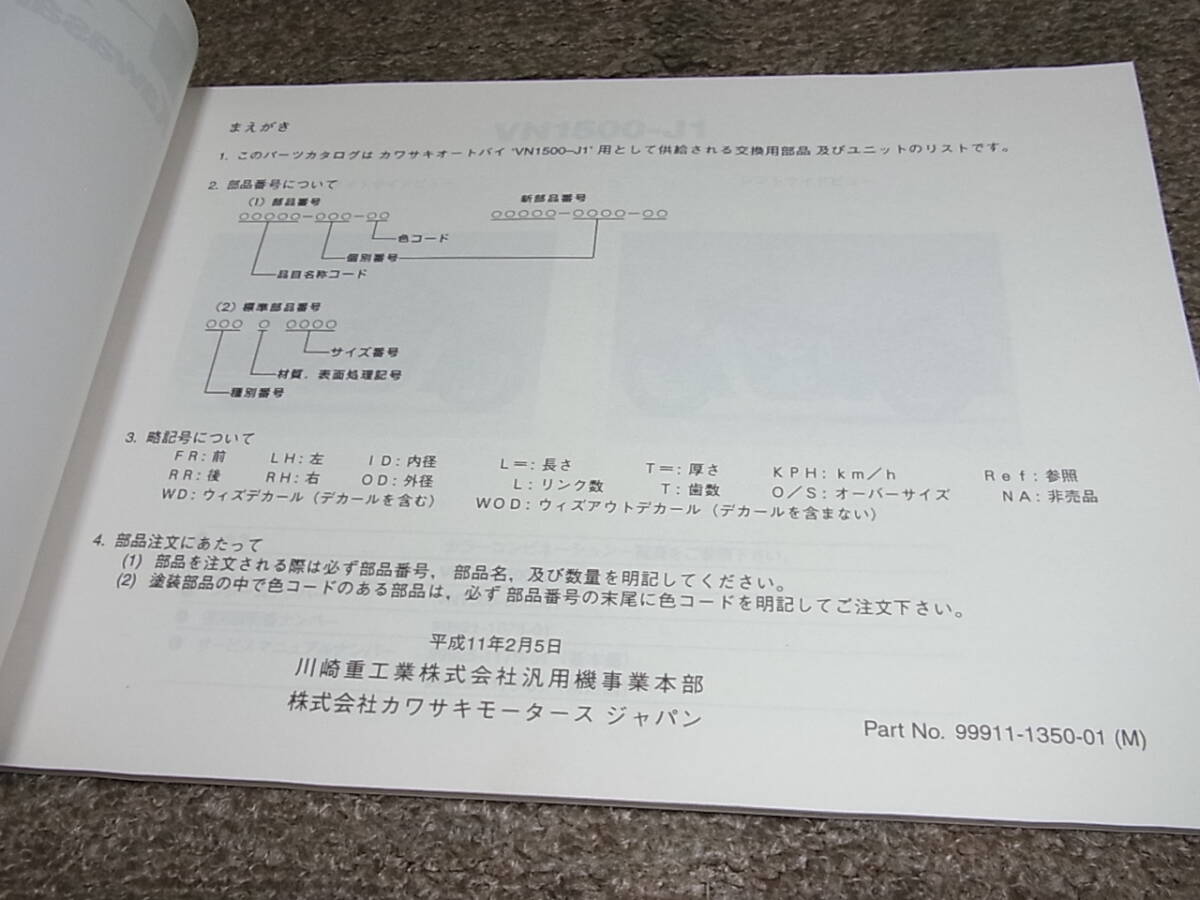 まえがき
1. このパーツカタログは カワサキオートバイ 'VN1500-J1' 用として供給される交換用部品 及びユニットのリストです。
2. 部品番号について
(1) 部品番号 新部品番号
○○○○○-○○○-○○ ○○○○○-○○○○-○○
色コード
個別番号
品目名称コード
(2) 標準部品番号
○○○ ○ ○○○○
サイズ番号
材質．表面処理記号
種別番号
3. 略記号について
FR:前 LH:左 ID:内径 L=:長さ T=:厚さ KPH:km/h Ref:参照
RR:後 RH:右 OD:外径 L:リンク数 T:歯数 O/S:オーバーサイズ NA:非売品
WD:ウィズデカール (デカールを含む) WOD:ウィズアウトデカール (デカールを含まない)
4. 部品注文にあたって
(1) 部品を注文される際は必ず部品番号，部品名，及び数量を明記してください。
(2) 塗装部品の中で色コードのある部品は，必ず 部品番号の末尾に色コードを明記してご注文下さい。
平成11年2月5日
川崎重工業株式会社汎用機事業本部
株式会社カワサキモータース ジャパン
Part No. 99911-1350-01 (M)
VN1500-J1